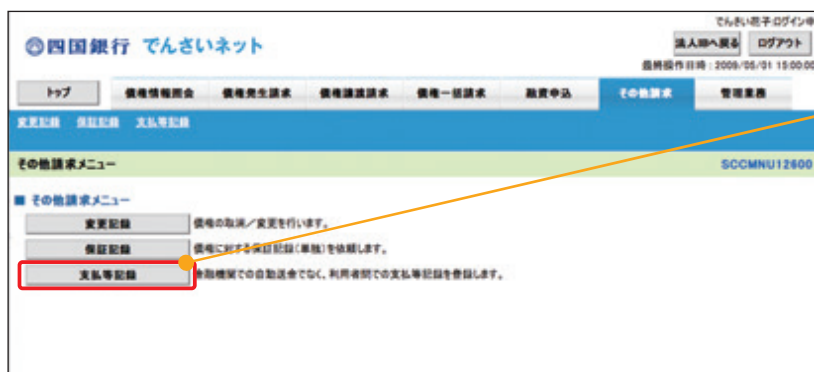 でんさい花子ログイン中
四国銀行 でんさいネット
法人IBへ戻る ログアウト
最終操作日時：2009/05/01 15:00:00
トップ 債権情報照会 債権発生請求 債権譲渡請求 債権一括請求 融資申込 その他請求 管理業務
変更記録 保証記録 支払等記録
その他請求メニュー SCCMNU12600
■ その他請求メニュー
変更記録 債権の取消／変更を行います。
保証記録 債権に対する保証記録（単独）を依頼します。
支払等記録 金融機関での自動送金でなく、利用者間での支払等記録を登録します。